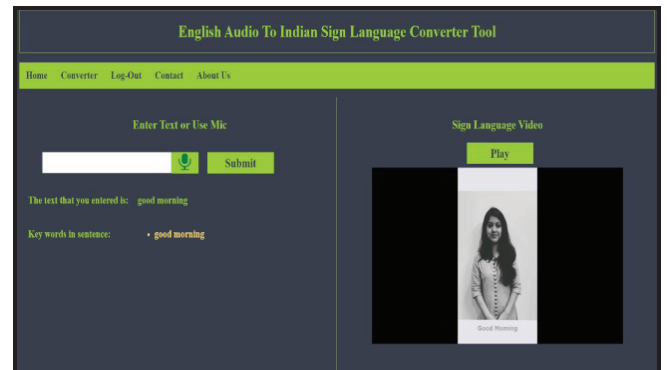 English Audio To Indian Sign Language Converter Tool
Home Converter Log-Out Contact About Us
Enter Text or Use Mic
Submit
The text that you entered is: good morning
Key words in sentence: • good morning
Sign Language Video
Play
Good Morning